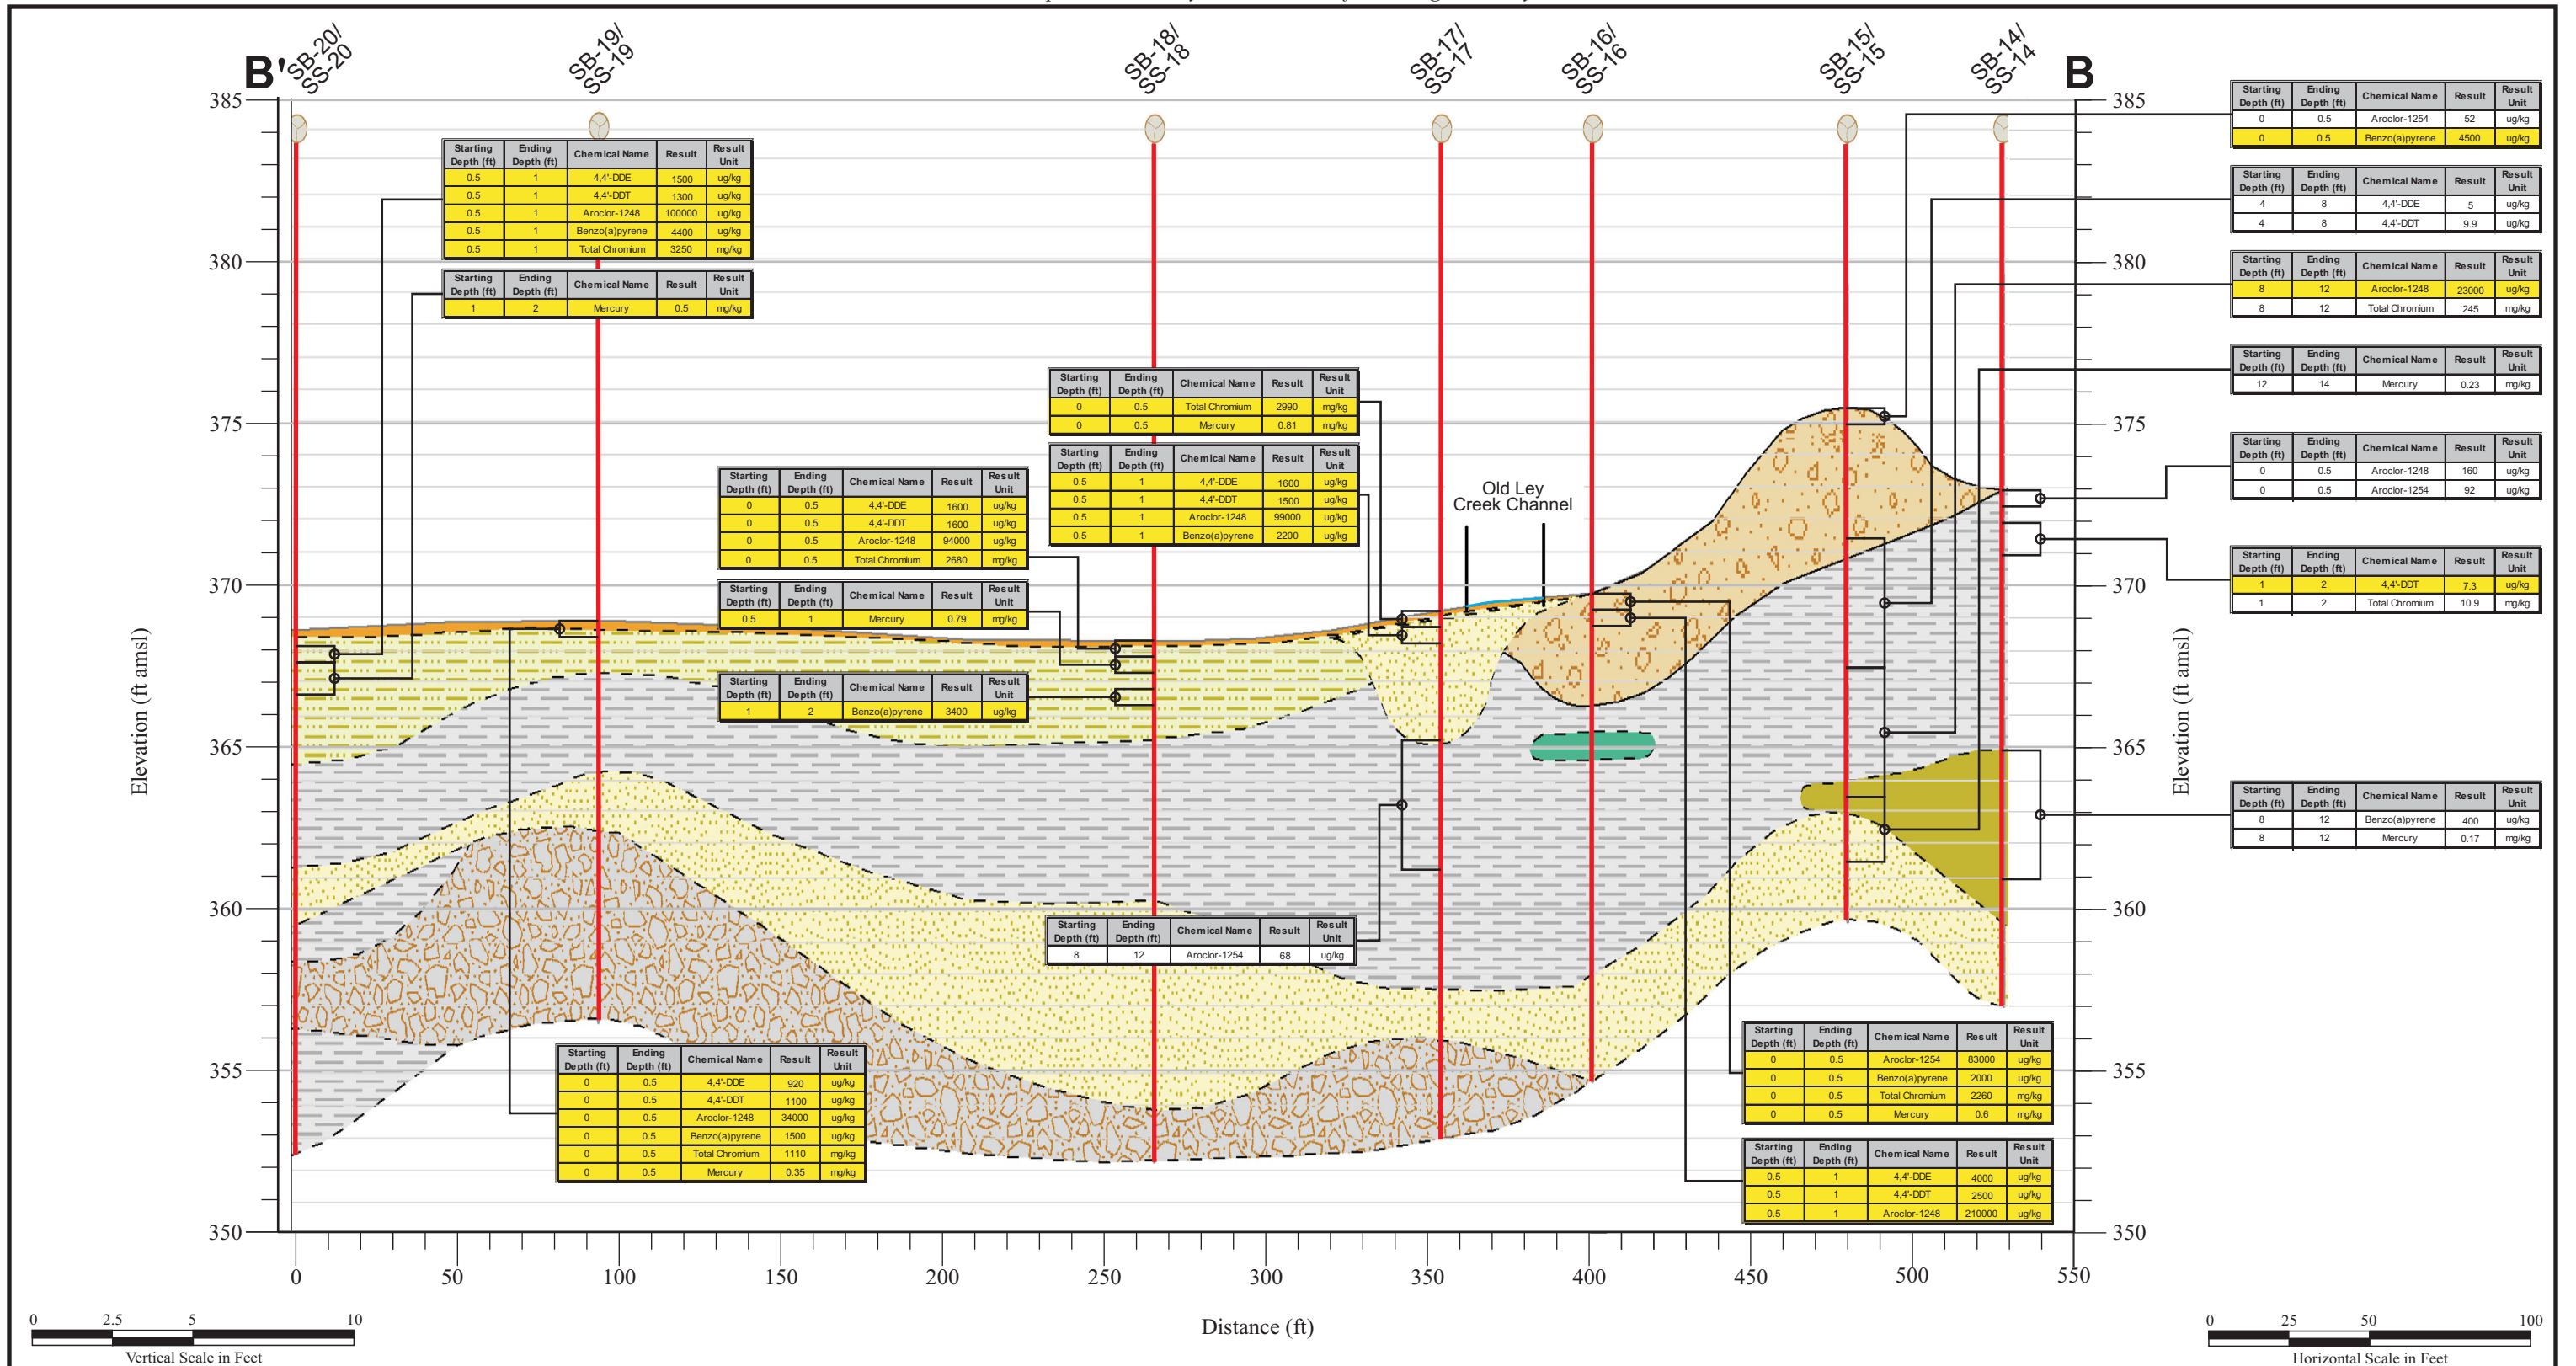 B'
SB-20/
SS-20
SB-19/
SS-19
SB-18/
SS-18
SB-17/
SS-17
SB-16/
SS-16
SB-15/
SS-15
SB-14/
SS-14
B
385
380
375
370
365
360
355
350
Elevation (ft amsl)
Starting Depth (ft) Ending Depth (ft) Chemical Name Result Result Unit
0.5 1 4,4'-DDE 1500 ug/kg
0.5 1 4,4'-DDT 1300 ug/kg
0.5 1 Aroclor-1248 100000 ug/kg
0.5 1 Benzo(a)pyrene 4400 ug/kg
0.5 1 Total Chromium 3250 mg/kg
Starting Depth (ft) Ending Depth (ft) Chemical Name Result Result Unit
1 2 Mercury 0.5 mg/kg
Starting Depth (ft) Ending Depth (ft) Chemical Name Result Result Unit
0 0.5 4,4'-DDE 1600 ug/kg
0 0.5 4,4'-DDT 1600 ug/kg
0 0.5 Aroclor-1248 94000 ug/kg
0 0.5 Total Chromium 2680 mg/kg
Starting Depth (ft) Ending Depth (ft) Chemical Name Result Result Unit
0.5 1 Mercury 0.79 mg/kg
Starting Depth (ft) Ending Depth (ft) Chemical Name Result Result Unit
1 2 Benzo(a)pyrene 3400 ug/kg
Starting Depth (ft) Ending Depth (ft) Chemical Name Result Result Unit
0 0.5 Total Chromium 2990 mg/kg
0 0.5 Mercury 0.81 mg/kg
Starting Depth (ft) Ending Depth (ft) Chemical Name Result Result Unit
0.5 1 4,4'-DDE 1600 ug/kg
0.5 1 4,4'-DDT 1500 ug/kg
0.5 1 Aroclor-1248 99000 ug/kg
0.5 1 Benzo(a)pyrene 2200 ug/kg
Old Ley
Creek Channel
Starting Depth (ft) Ending Depth (ft) Chemical Name Result Result Unit
8 12 Aroclor-1254 68 ug/kg
Starting Depth (ft) Ending Depth (ft) Chemical Name Result Result Unit
0 0.5 4,4'-DDE 920 ug/kg
0 0.5 4,4'-DDT 1100 ug/kg
0 0.5 Aroclor-1248 34000 ug/kg
0 0.5 Benzo(a)pyrene 1500 ug/kg
0 0.5 Total Chromium 1110 mg/kg
0 0.5 Mercury 0.35 mg/kg
Starting Depth (ft) Ending Depth (ft) Chemical Name Result Result Unit
0 0.5 Aroclor-1254 83000 ug/kg
0 0.5 Benzo(a)pyrene 2000 ug/kg
0 0.5 Total Chromium 2260 mg/kg
0 0.5 Mercury 0.6 mg/kg
Starting Depth (ft) Ending Depth (ft) Chemical Name Result Result Unit
0.5 1 4,4'-DDE 4000 ug/kg
0.5 1 4,4'-DDT 2500 ug/kg
0.5 1 Aroclor-1248 210000 ug/kg
385
380
375
370
365
360
355
350
Elevation (ft amsl)
Starting Depth (ft) Ending Depth (ft) Chemical Name Result Result Unit
0 0.5 Aroclor-1254 52 ug/kg
0 0.5 Benzo(a)pyrene 4500 ug/kg
Starting Depth (ft) Ending Depth (ft) Chemical Name Result Result Unit
4 8 4,4'-DDE 5 ug/kg
4 8 4,4'-DDT 9.9 ug/kg
Starting Depth (ft) Ending Depth (ft) Chemical Name Result Result Unit
8 12 Aroclor-1248 23000 ug/kg
8 12 Total Chromium 245 mg/kg
Starting Depth (ft) Ending Depth (ft) Chemical Name Result Result Unit
12 14 Mercury 0.23 mg/kg
Starting Depth (ft) Ending Depth (ft) Chemical Name Result Result Unit
0 0.5 Aroclor-1248 160 ug/kg
0 0.5 Aroclor-1254 92 ug/kg
Starting Depth (ft) Ending Depth (ft) Chemical Name Result Result Unit
1 2 4,4'-DDT 7.3 ug/kg
1 2 Total Chromium 10.9 mg/kg
Starting Depth (ft) Ending Depth (ft) Chemical Name Result Result Unit
8 12 Benzo(a)pyrene 400 ug/kg
8 12 Mercury 0.17 mg/kg
0 50 100 150 200 250 300 350 400 450 500 550
Distance (ft)
0 2.5 5 10
Vertical Scale in Feet
0 25 50 100
Horizontal Scale in Feet